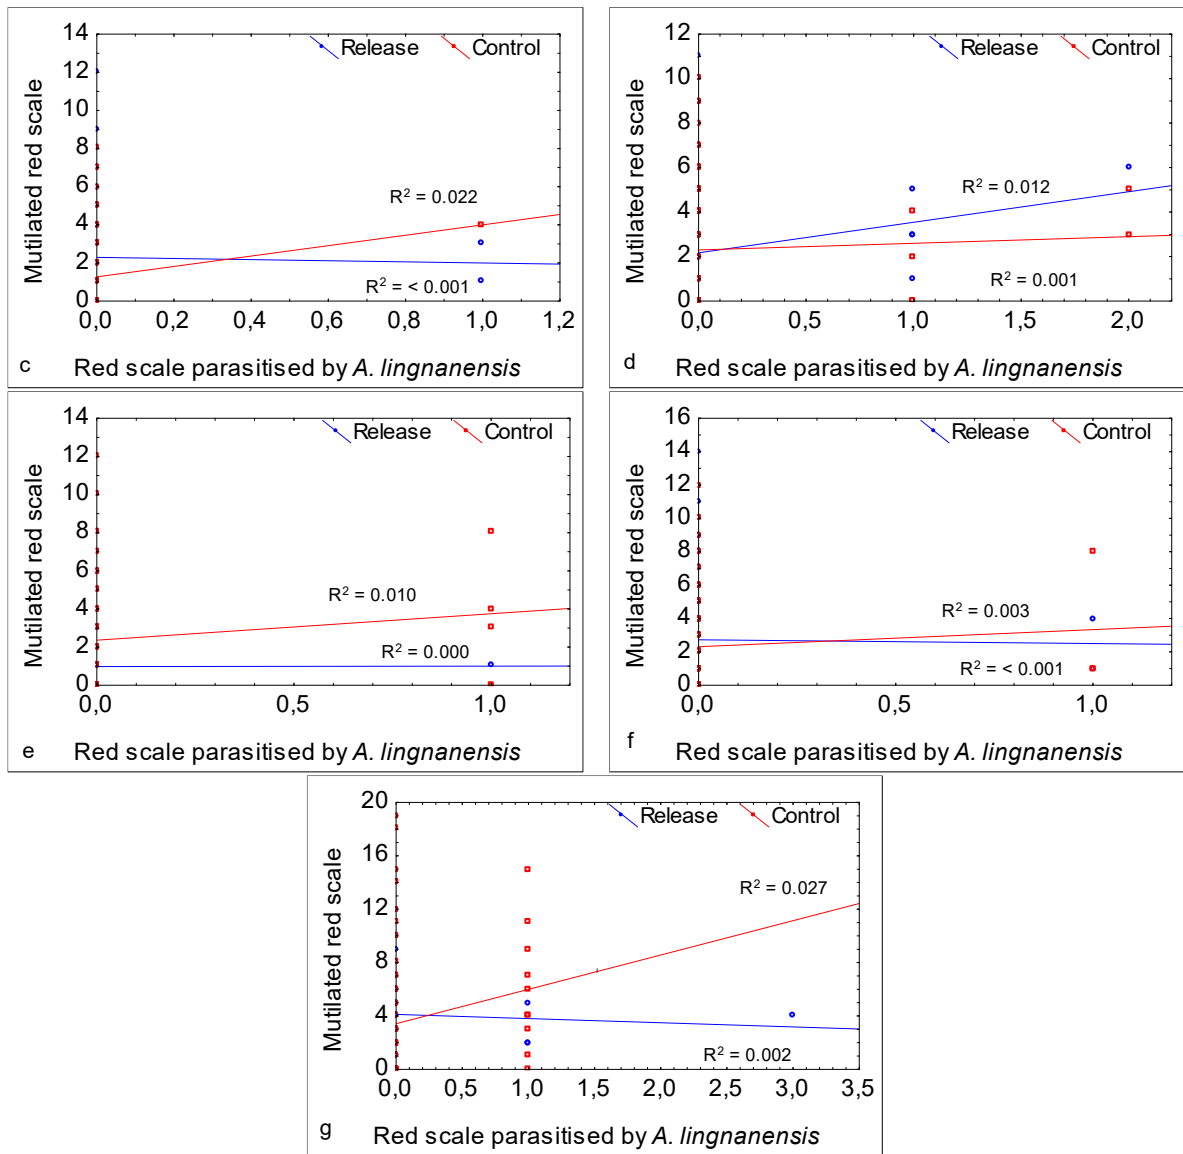 Release Control
14
12
10
8
6
4
2
0
Mutilated red scale
R² = 0.022
R² = < 0.001
0,0 0,2 0,4 0,6 0,8 1,0 1,2
c Red scale parasitised by A. lingnanensis
Release Control
12
10
8
6
4
2
0
Mutilated red scale
R² = 0.012
R² = 0.001
0,0 0,5 1,0 1,5 2,0
d Red scale parasitised by A. lingnanensis
Release Control
14
12
10
8
6
4
2
0
Mutilated red scale
R² = 0.010
R² = 0.000
0,0 0,5 1,0
e Red scale parasitised by A. lingnanensis
Release Control
16
14
12
10
8
6
4
2
0
Mutilated red scale
R² = 0.003
R² = < 0.001
0,0 0,5 1,0
f Red scale parasitised by A. lingnanensis
Release Control
20
16
12
8
4
0
Mutilated red scale
R² = 0.027
R² = 0.002
0,0 0,5 1,0 1,5 2,0 2,5 3,0 3,5
g Red scale parasitised by A. lingnanensis